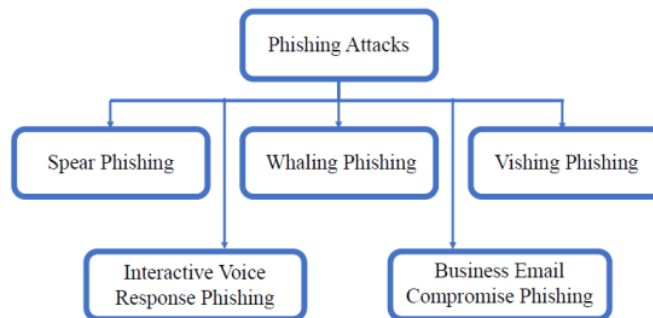 Phishing Attacks
Spear Phishing
Whaling Phishing
Vishing Phishing
Interactive Voice
Response Phishing
Business Email
Compromise Phishing